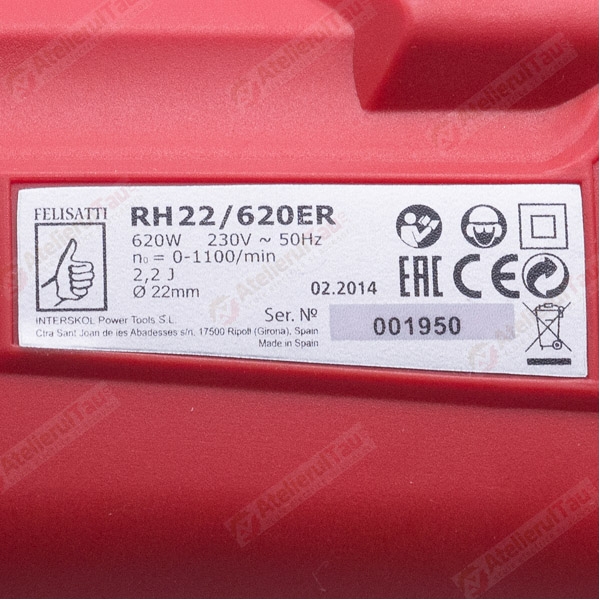 FELISATTI
RH22/620ER
620W 230V ~ 50Hz
n₀ = 0-1100/min
2,2 J
Ø 22mm
02.2014
EAC CE
Ser. № 001950
INTERSKOL Power Tools S.L.
Ctra Sant Joan de les Abadesses s/n, 17500 Ripoll (Girona), Spain
Made in Spain
AtelierulTau